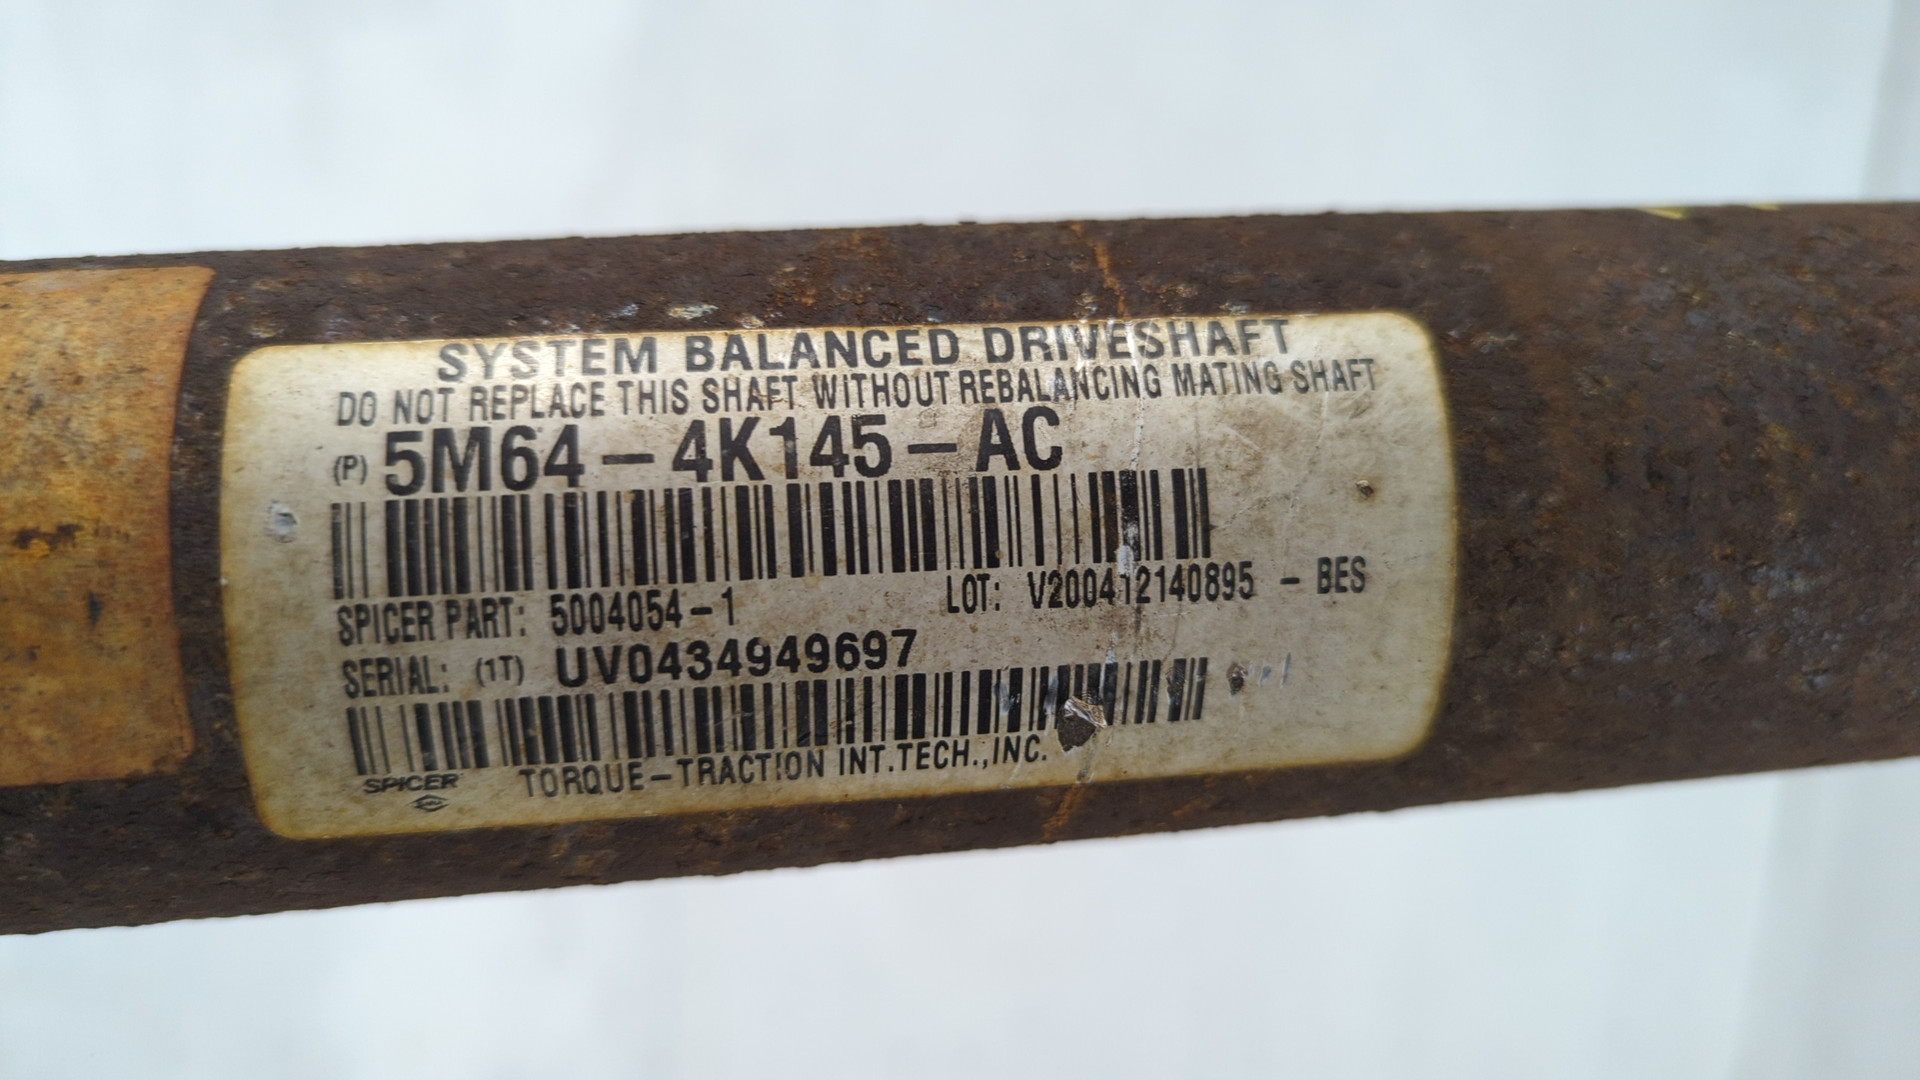 SYSTEM BALANCED DRIVESHAFT
DO NOT REPLACE THIS SHAFT WITHOUT REBALANCING MATING SHAFT
(P) 5M64-4K145-AC
SPICER PART: 5004054-1 LOT: V200412140895 - BES
SERIAL: (1T) UV0434949697
SPICER TORQUE-TRACTION INT.TECH.,INC.